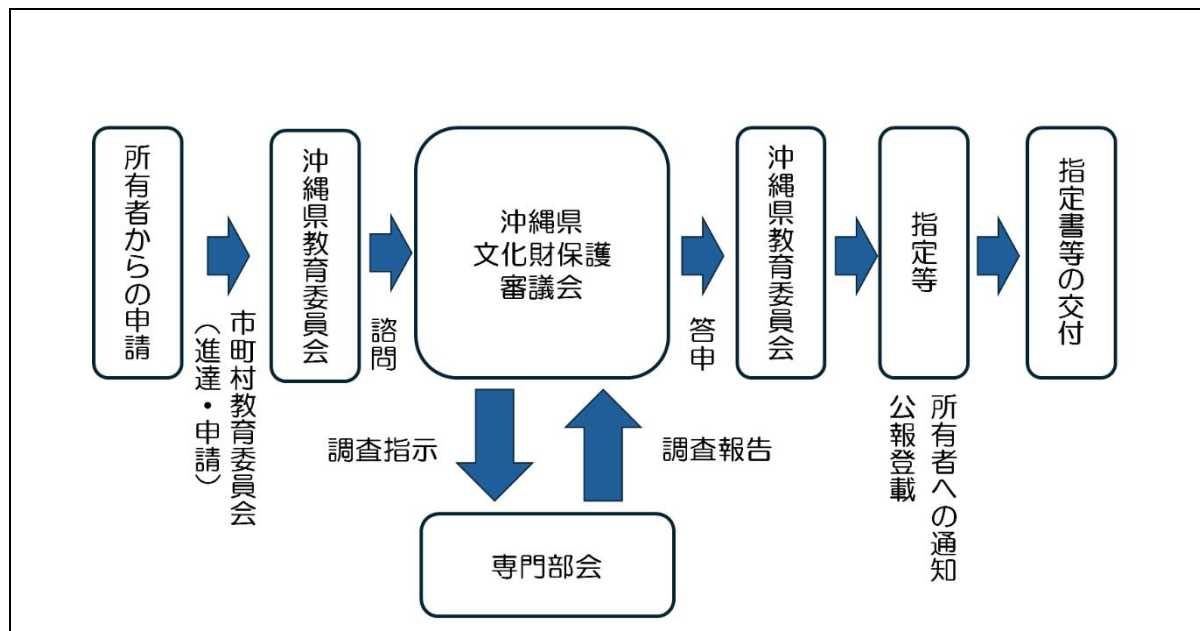 所有者からの申請
市町村教育委員会
（進達・申請）
沖縄県教育委員会
諮問
沖縄県
文化財保護
審議会
調査指示
調査報告
専門部会
答申
沖縄県教育委員会
指定等
所有者への通知
公報登載
指定書等の交付